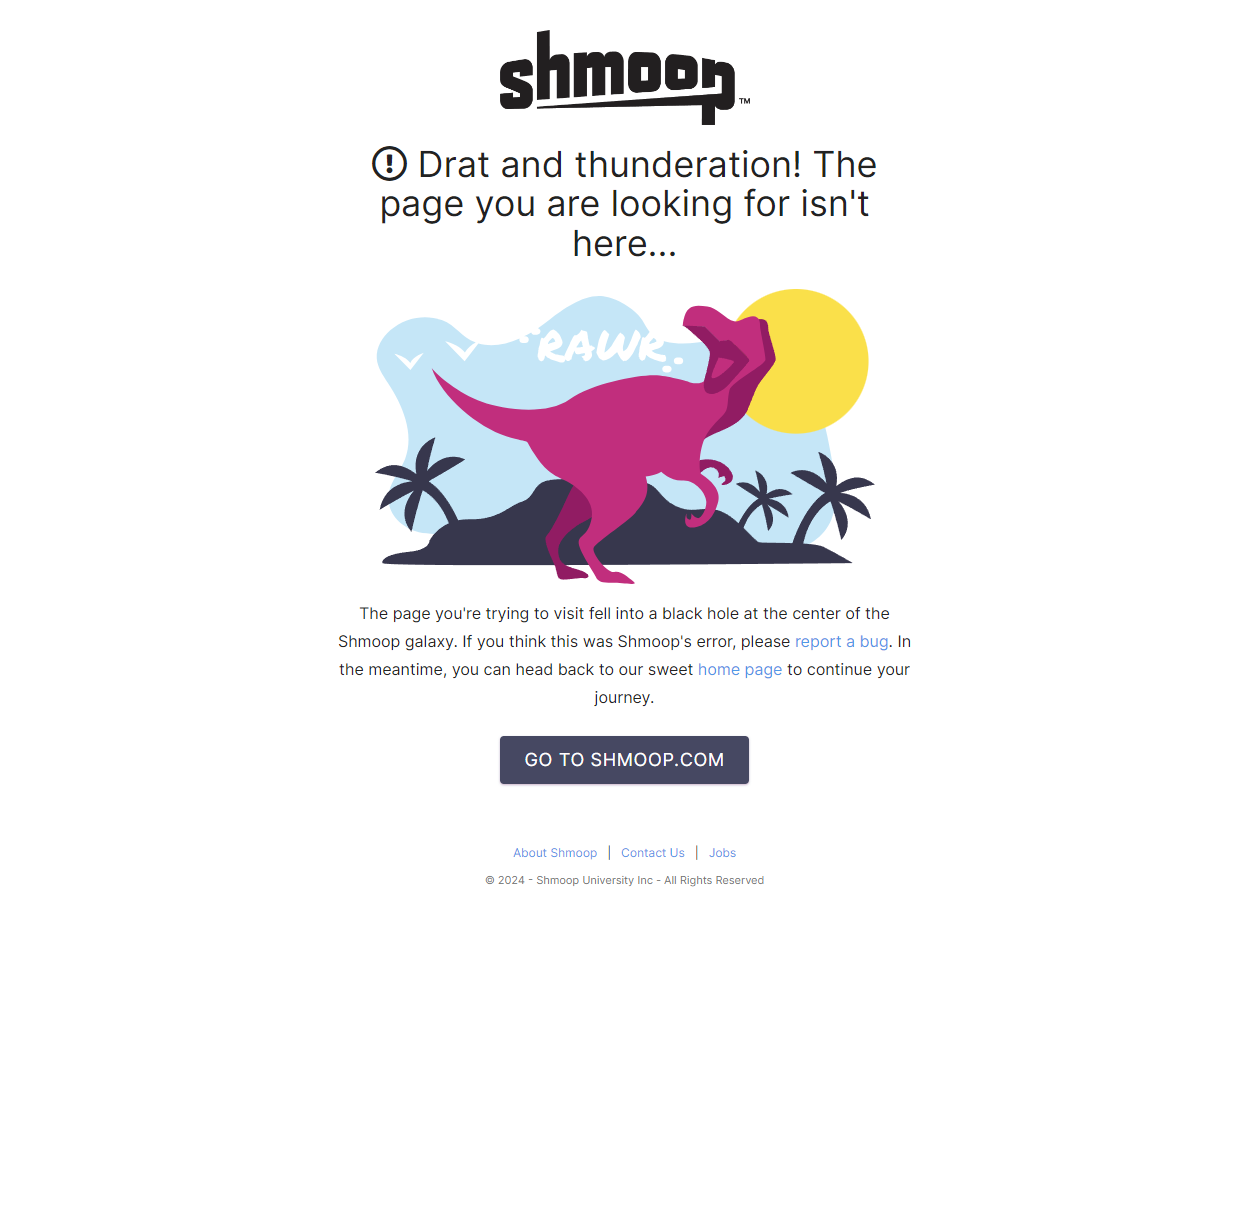 shmoop™
Drat and thunderation! The
page you are looking for isn't
here...
RAWR
The page you're trying to visit fell into a black hole at the center of the
Shmoop galaxy. If you think this was Shmoop's error, please report a bug. In
the meantime, you can head back to our sweet home page to continue your
journey.
GO TO SHMOOP.COM
About Shmoop | Contact Us | Jobs
© 2024 - Shmoop University Inc - All Rights Reserved